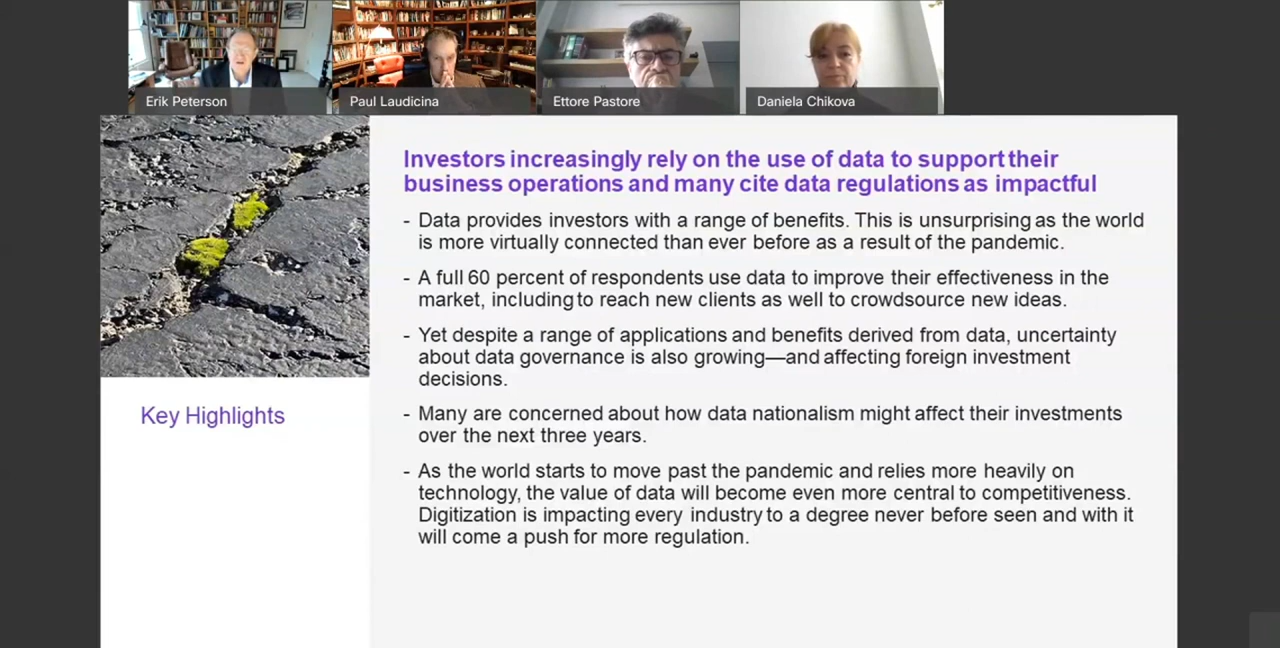 Erik Peterson
Paul Laudicina
Ettore Pastore
Daniela Chikova
Investors increasingly rely on the use of data to support their
business operations and many cite data regulations as impactful
- Data provides investors with a range of benefits. This is unsurprising as the world
is more virtually connected than ever before as a result of the pandemic.
- A full 60 percent of respondents use data to improve their effectiveness in the
market, including to reach new clients as well to crowdsource new ideas.
- Yet despite a range of applications and benefits derived from data, uncertainty
about data governance is also growing—and affecting foreign investment
decisions.
- Many are concerned about how data nationalism might affect their investments
over the next three years.
- As the world starts to move past the pandemic and relies more heavily on
technology, the value of data will become even more central to competitiveness.
Digitization is impacting every industry to a degree never before seen and with it
will come a push for more regulation.
Key Highlights